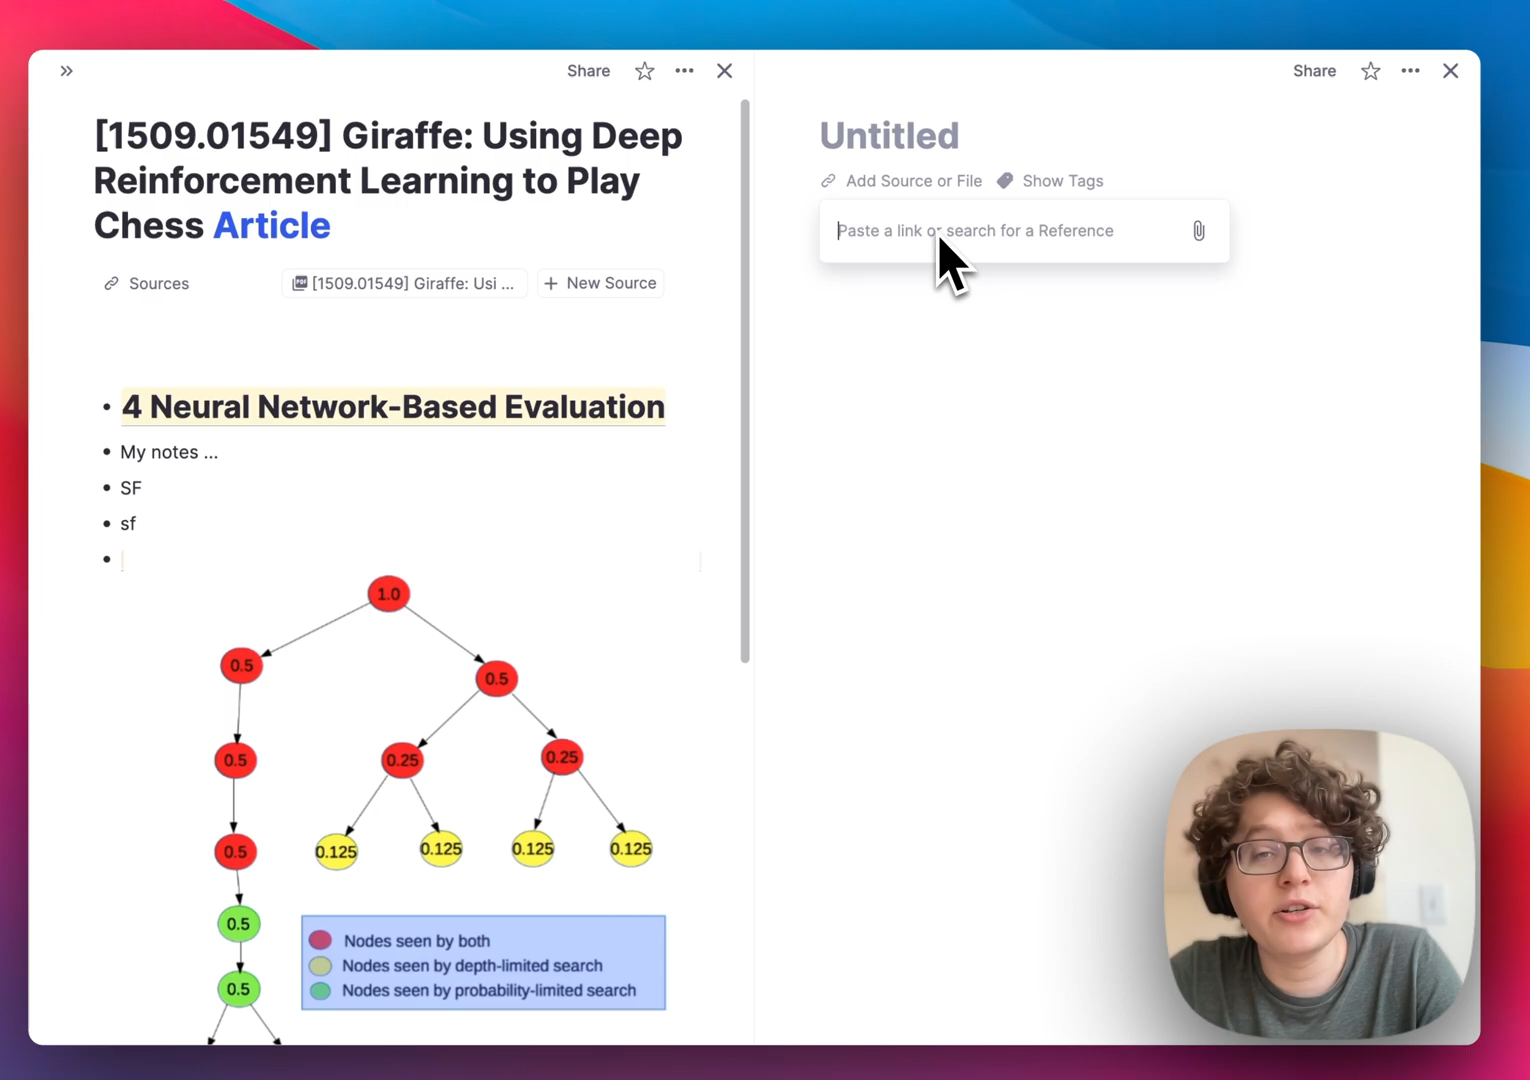 Share
[1509.01549] Giraffe: Using Deep
Reinforcement Learning to Play
Chess Article
Sources
[1509.01549] Giraffe: Usi ...
New Source
4 Neural Network-Based Evaluation
My notes ...
SF
sf
1.0
0.5
0.5
0.5
0.25
0.25
0.5
0.125
0.125
0.125
0.125
0.5
Nodes seen by both
Nodes seen by depth-limited search
0.5
Nodes seen by probability-limited search
Share
Untitled
Add Source or File
Show Tags
Paste a link or search for a Reference